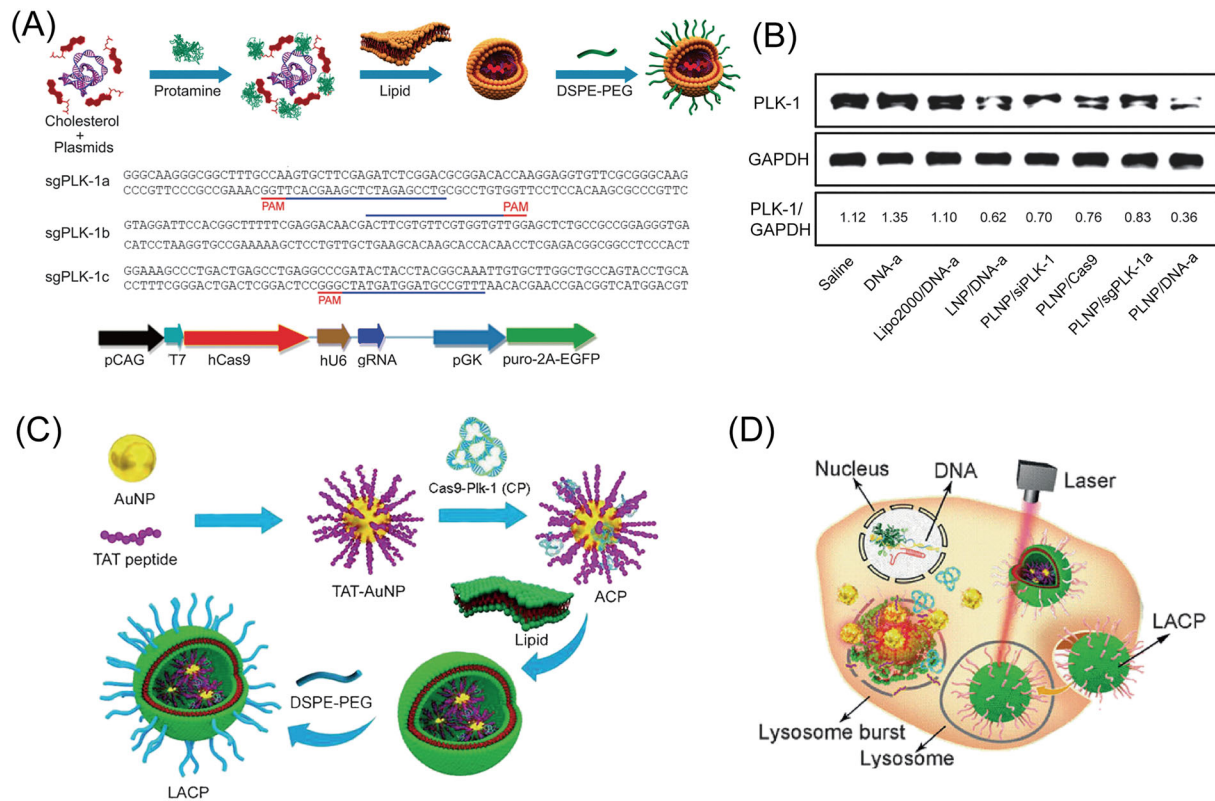 (A)
Protamine
Lipid
DSPE-PEG
Cholesterol
+
Plasmids
sgPLK-1a
GGGCAAGGGCGGCTTTGCCAAGTGCTTCGAGATCTCGGACGCGGACACCAAGGAGGTGTTCGCGGGCAAG
CCCGTTCCCGCCGAAACGGTTCACGAAGCTCTAGAGCCTGCGCCTGTGGTTCCTCCACAAGCGCCCGTTC
PAM
PAM
sgPLK-1b
GTAGGATTCCACGGCTTTTTCGAGGACAACGACTTCGTGTTCGTGGTGTTGGAGCTCTGCCGCCGGAGGGTGA
CATCCTAAGGTGCCGAAAAAGCTCCTGTTGCTGAAGCACAAGCACCACAACCTCGAGACGGCGGCCTCCCACT
sgPLK-1c
GGAAAGCCCTGACTGAGCCTGAGGCCCGATACTACCTACGGCAAATTGTGCTTGGCTGCCAGTACCTGCA
CCTTTCGGGACTGACTCGGACTCCGGGCTATGATGGATGCCGTTTAACACGAACCGACGGTCATGGACGT
PAM
pCAG
T7
hCas9
hU6
gRNA
pGK
puro-2A-EGFP
(B)
PLK-1
GAPDH
PLK-1/
GAPDH
1.12 1.35 1.10 0.62 0.70 0.76 0.83 0.36
Saline
DNA-a
Lipo2000/DNA-a
LNP/DNA-a
PLNP/siPLK-1
PLNP/Cas9
PLNP/sgPLK-1a
PLNP/DNA-a
(C)
AuNP
TAT peptide
TAT-AuNP
Cas9-Plk-1 (CP)
ACP
Lipid
DSPE-PEG
LACP
(D)
Nucleus
DNA
Laser
LACP
Lysosome burst
Lysosome